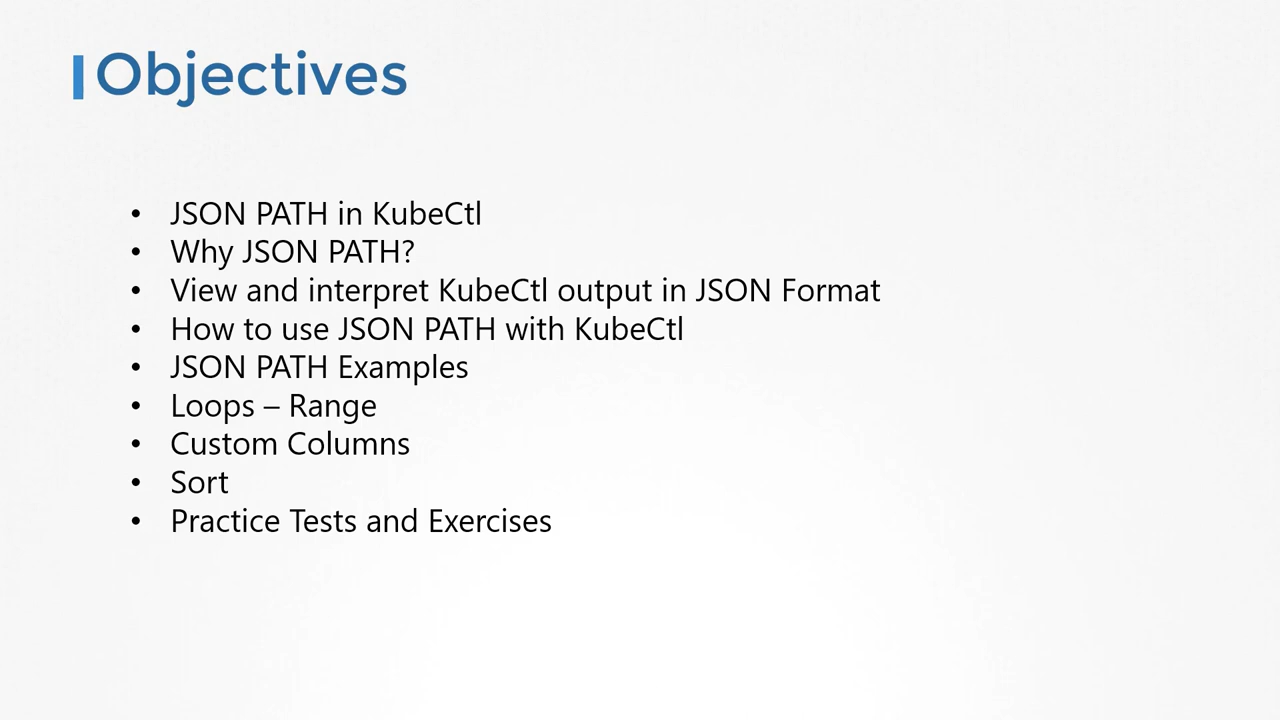 Objectives
• JSON PATH in KubeCtl
• Why JSON PATH?
• View and interpret KubeCtl output in JSON Format
• How to use JSON PATH with KubeCtl
• JSON PATH Examples
• Loops – Range
• Custom Columns
• Sort
• Practice Tests and Exercises